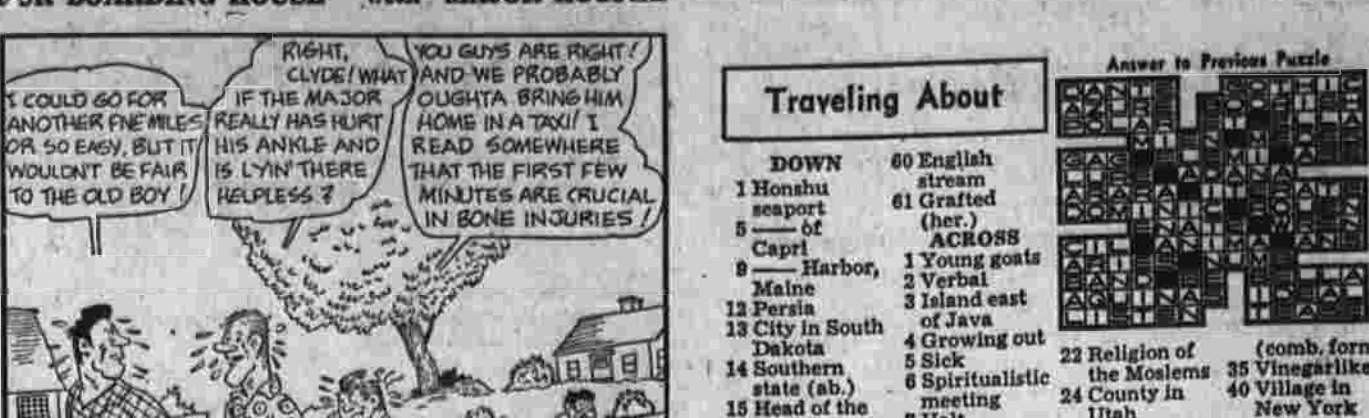 WITH MAJOR HOOPLE
I COULD GO FOR
ANOTHER FIVE MILES
OR SO EASY, BUT IT
WOULDN'T BE FAIR
TO THE OLD BOY!
RIGHT,
CLYDE! WHAT
IF THE MAJOR
REALLY HAS HURT
HIS ANKLE AND
IS LYIN' THERE
HELPLESS?
YOU GUYS ARE RIGHT!
AND WE PROBABLY
OUGHTA BRING HIM
HOME IN A TAXI! I
READ SOMEWHERE
THAT THE FIRST FEW
MINUTES ARE CRUCIAL
IN BONE INJURIES!
Traveling About
DOWN
1 Honshu
seaport
5 —— of
Capri
9 —— Harbor,
Maine
12 Persia
13 City in South
Dakota
14 Southern
state (ab.)
15 Head of the
60 English
stream
61 Grafted
(her.)
ACROSS
1 Young goats
2 Verbal
3 Island east
of Java
4 Growing out
5 Sick
6 Spiritualistic
meeting
Answer to Previous Puzzle
22 Religion of
the Moslems
24 County in
Utah
(comb. form
35 Vinegarlike
40 Village in
New York